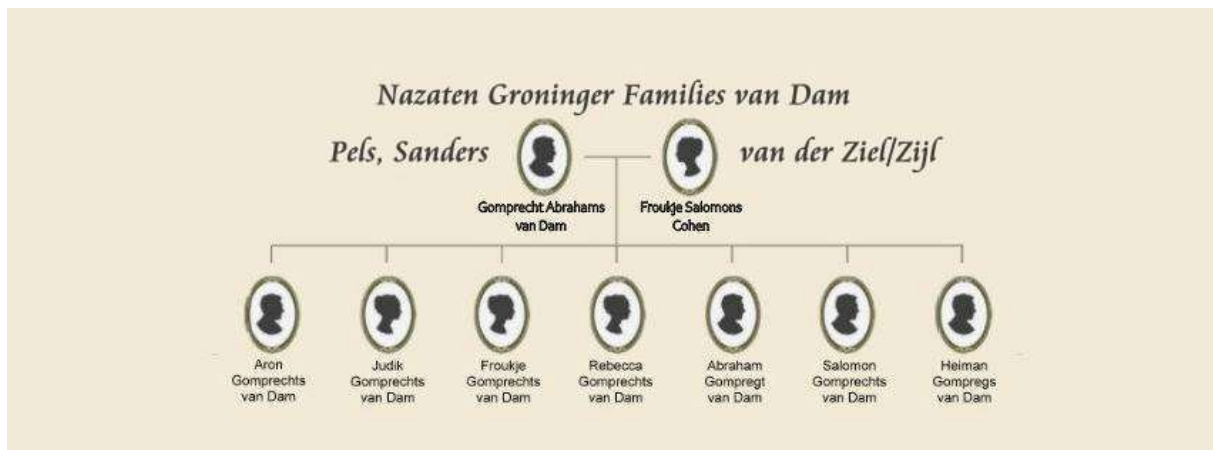 Nazaten Groninger Families van Dam
Pels, Sanders van der Ziel/Zijl
Gomprecht Abrahams
van Dam
Froukje Salomons
Cohen
Aron
Gomprechts
van Dam
Judik
Gomprechts
van Dam
Froukje
Gomprechts
van Dam
Rebecca
Gomprechts
van Dam
Abraham
Gompregt
van Dam
Salomon
Gomprechts
van Dam
Heiman
Gompregs
van Dam